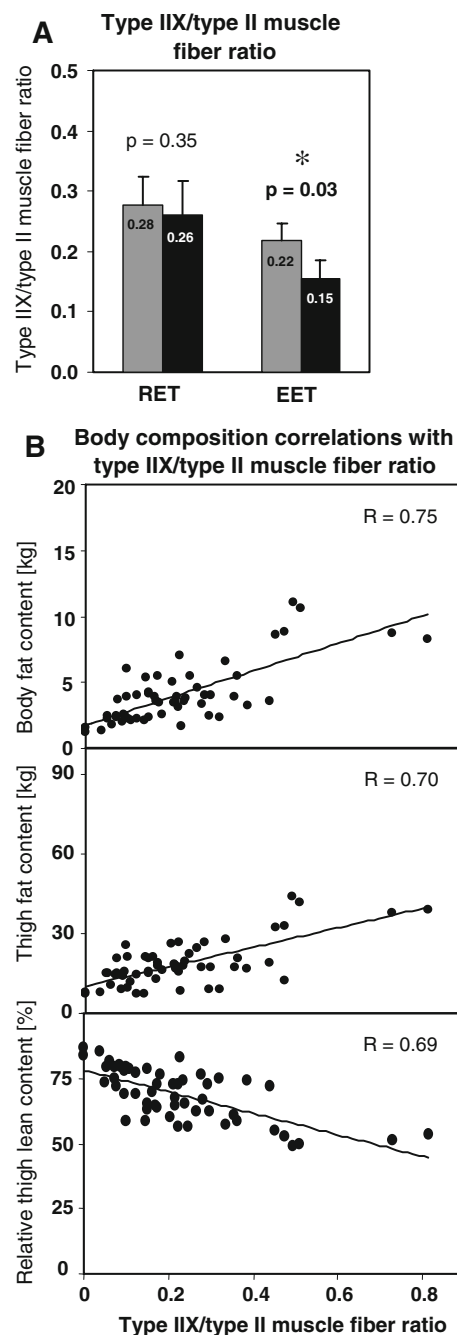 A
Type IIX/type II muscle
fiber ratio
Type IIX/type II muscle fiber ratio
0.5
0.4
0.3
0.2
0.1
0.0
p = 0.35
*
p = 0.03
0.28
0.26
0.22
0.15
RET
EET
B
Body composition correlations with
type IIX/type II muscle fiber ratio
Body fat content [kg]
20
15
10
5
0
R = 0.75
Thigh fat content [kg]
90
60
30
0
R = 0.70
Relative thigh lean content [%]
75
50
25
0
R = 0.69
0
0.2
0.4
0.6
0.8
Type IIX/type II muscle fiber ratio